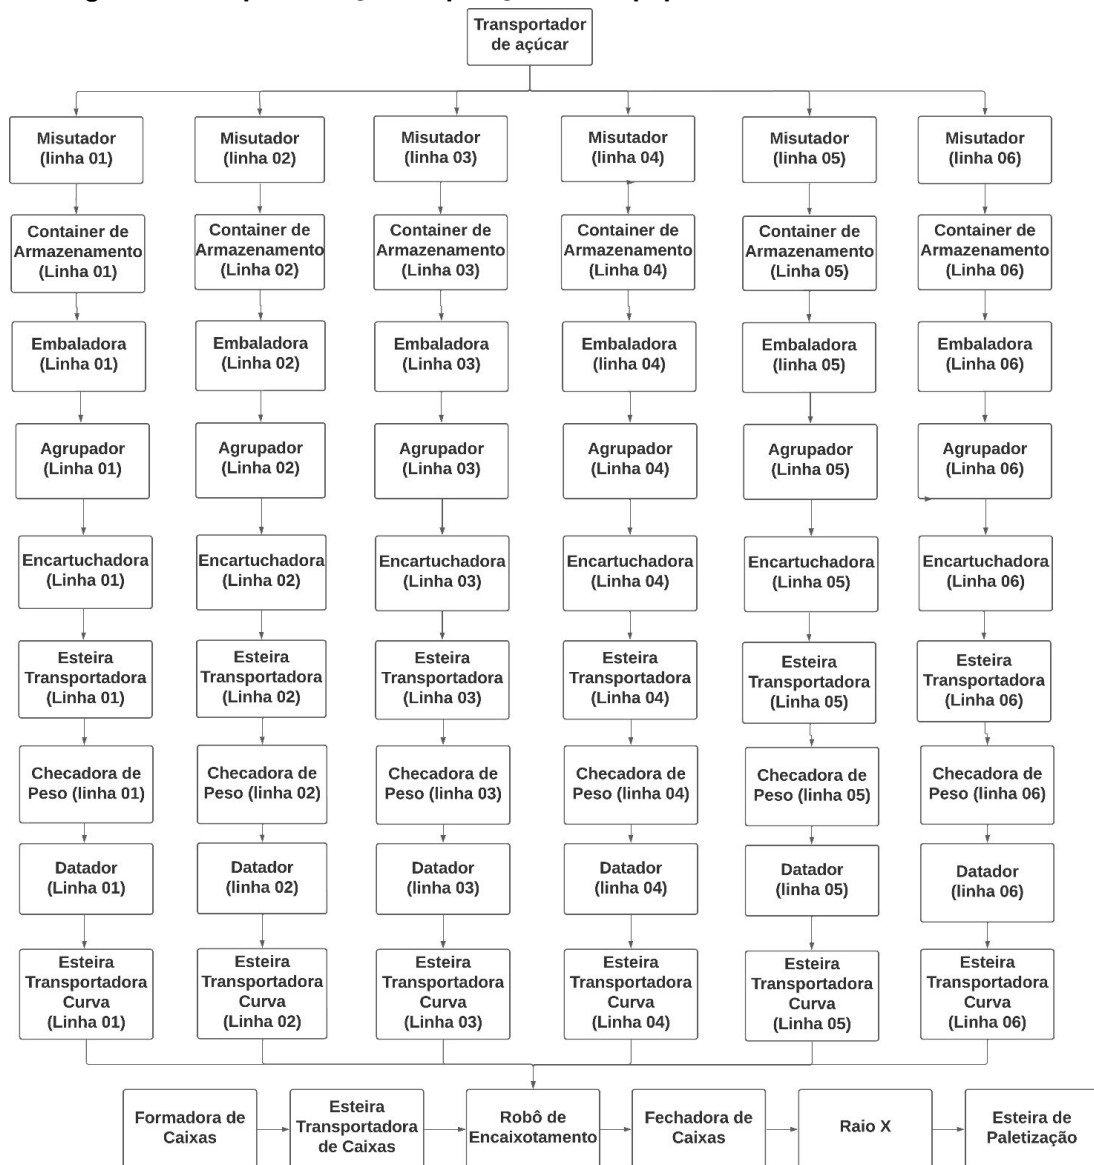 Transportador
de açúcar
Misutador
(linha 01)
Misutador
(linha 02)
Misutador
(linha 03)
Misutador
(linha 04)
Misutador
(linha 05)
Misutador
(linha 06)
Container de
Armazenamento
(Linha 01)
Container de
Armazenamento
(Linha 02)
Container de
Armazenamento
(Linha 03)
Container de
Armazenamento
(Linha 04)
Container de
Armazenamento
(Linha 05)
Container de
Armazenamento
(Linha 06)
Embaladora
(Linha 01)
Embaladora
(Linha 02)
Embaladora
(Linha 03)
Embaladora
(linha 04)
Embaladora
(linha 05)
Embaladora
(Linha 06)
Agrupador
(Linha 01)
Agrupador
(Linha 02)
Agrupador
(Linha 03)
Agrupador
(Linha 04)
Agrupador
(Linha 05)
Agrupador
(Linha 06)
Encartuchadora
(Linha 01)
Encartuchadora
(Linha 02)
Encartuchadora
(Linha 03)
Encartuchadora
(Linha 04)
Encartuchadora
(Linha 05)
Encartuchadora
(Linha 06)
Esteira
Transportadora
(Linha 01)
Esteira
Transportadora
(Linha 02)
Esteira
Transportadora
(Linha 03)
Esteira
Transportadora
(Linha 04)
Esteira
Transportadora
(Linha 05)
Esteira
Transportadora
(Linha 06)
Checadora de
Peso (linha 01)
Checadora de
Peso (linha 02)
Checadora de
Peso (linha 03)
Checadora de
Peso (linha 04)
Checadora de
Peso (linha 05)
Checadora de
Peso (linha 06)
Datador
(Linha 01)
Datador
(linha 02)
Datador
(linha 03)
Datador
(linha 04)
Datador
(linha 05)
Datador
(linha 06)
Esteira
Transportadora
Curva
(Linha 01)
Esteira
Transportadora
Curva
(Linha 02)
Esteira
Transportadora
Curva
(Linha 03)
Esteira
Transportadora
Curva
(Linha 04)
Esteira
Transportadora
Curva
(Linha 05)
Esteira
Transportadora
Curva
(Linha 06)
Formadora de
Caixas
Esteira
Transportadora
de Caixas
Robô de
Encaixotamento
Fechadora de
Caixas
Raio X
Esteira de
Paletização